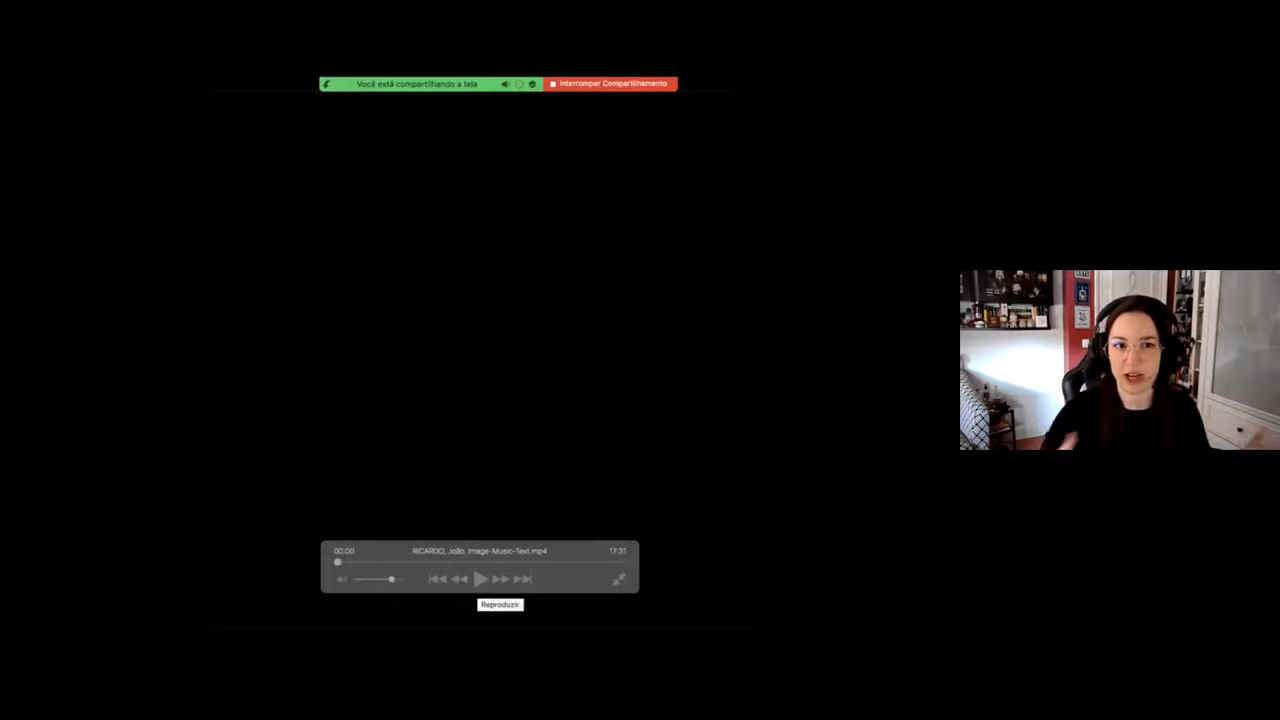 Você está compartilhando a tela
Interromper Compartilhamento
00:00
RICARDO, João. Image-Music-Text.mp4
17:31
Reproduzir